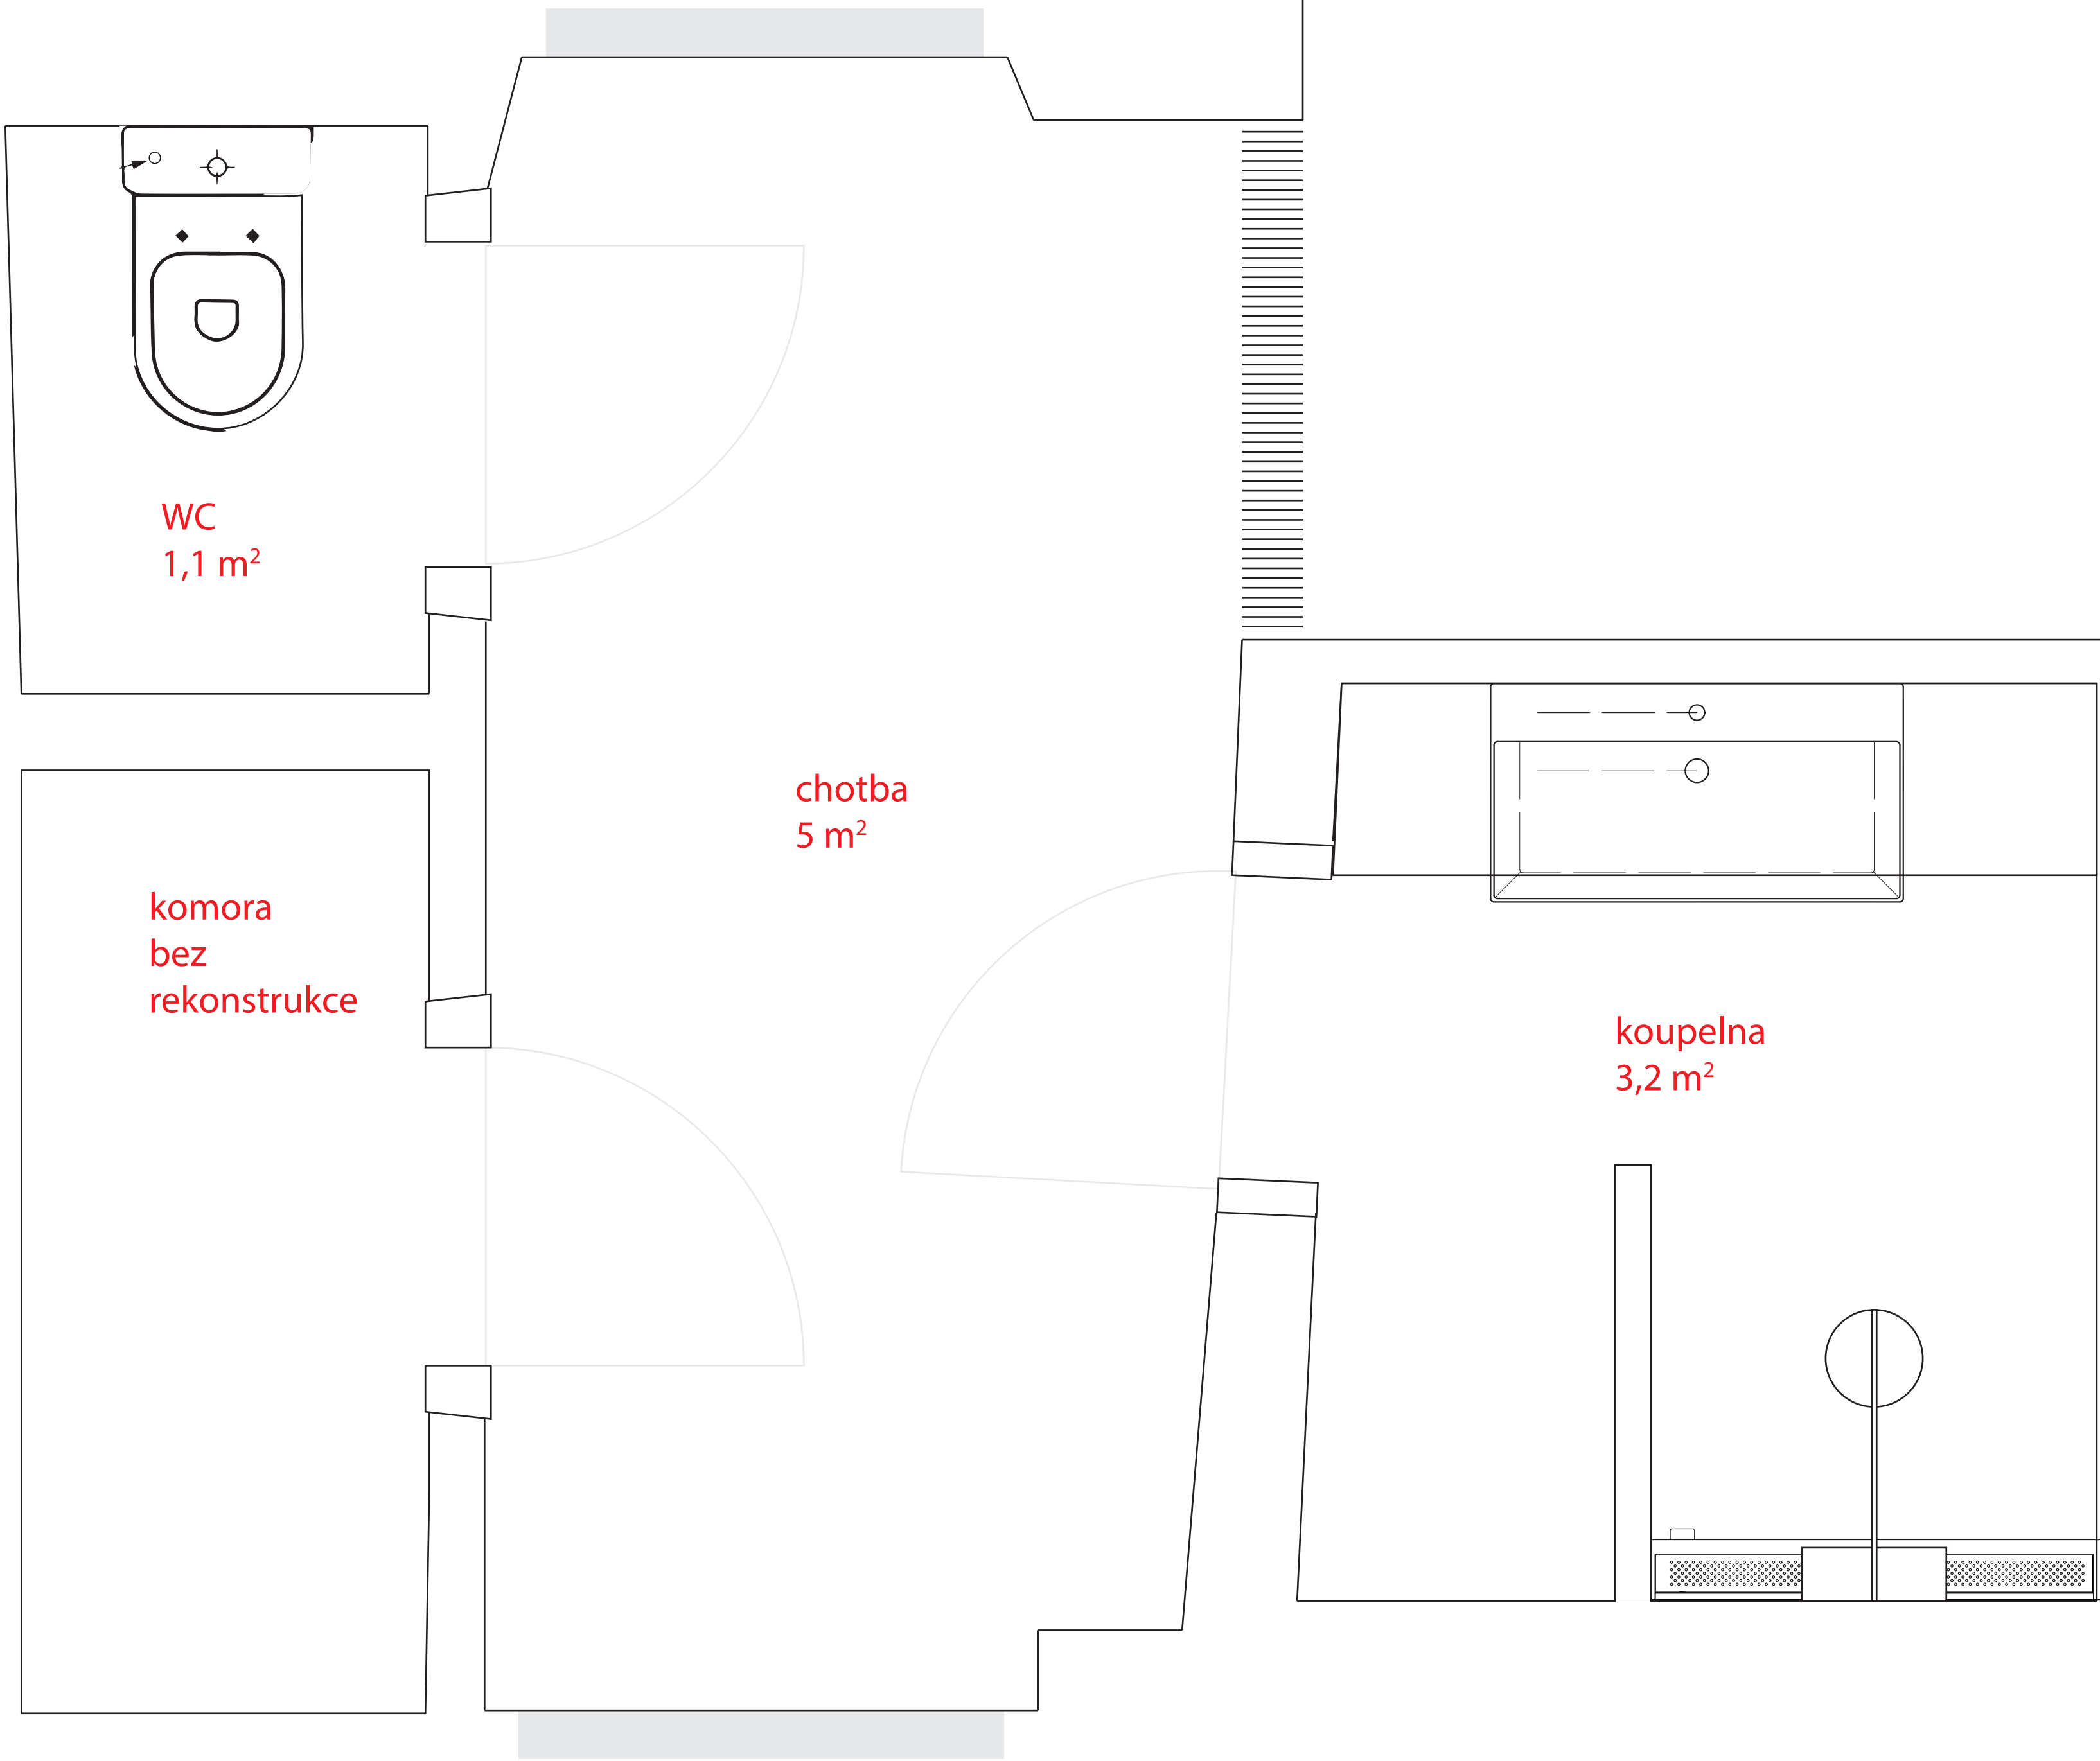 WC
1,1 m²
chotba
5 m²
komora
bez
rekonstrukce
koupelna
3,2 m²